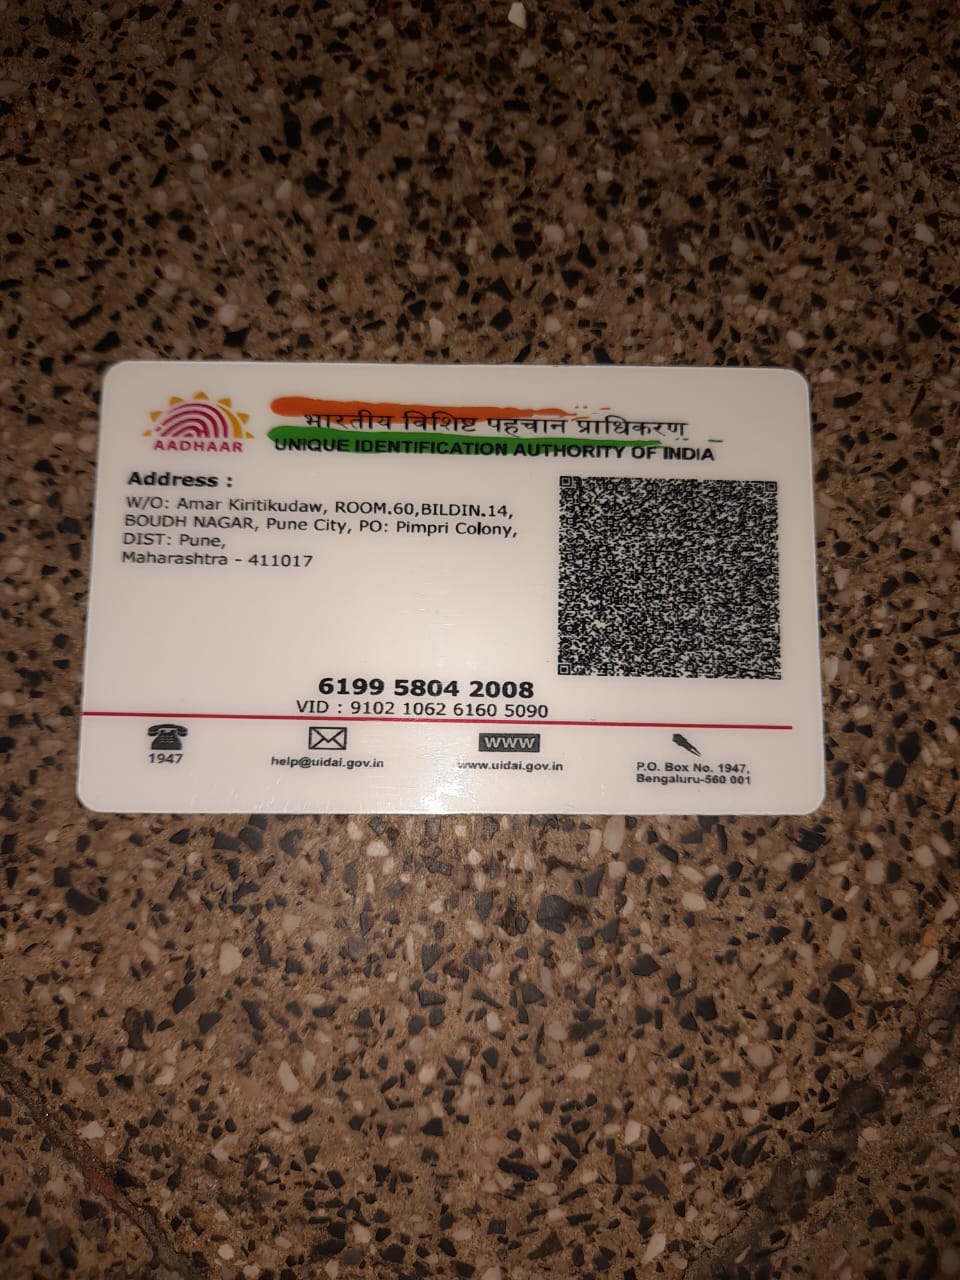 भारतीय विशिष्ट पहचान प्राधिकरण
AADHAAR
UNIQUE IDENTIFICATION AUTHORITY OF INDIA
Address :
W/O: Amar Kiritikudaw, ROOM.60,BILDIN.14,
BOUDH NAGAR, Pune City, PO: Pimpri Colony,
DIST: Pune,
Maharashtra - 411017
6199 5804 2008
VID : 9102 1062 6160 5090
1947
help@uidai.gov.in
www
www.uidai.gov.in
P.O. Box No. 1947,
Bengaluru-560 001